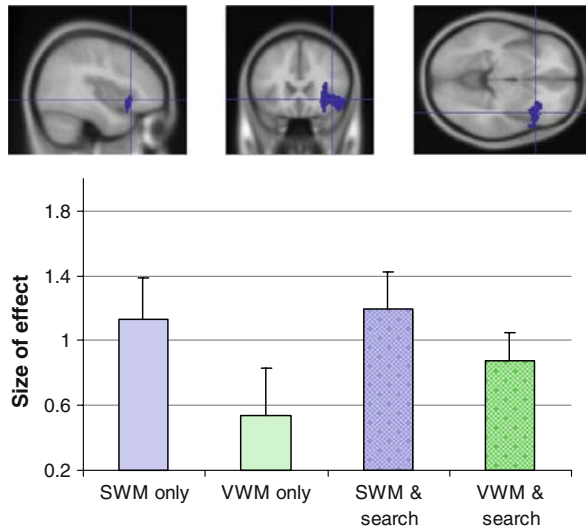 1.8
1.4
1
0.6
0.2
Size of effect
SWM only
VWM only
SWM &
search
VWM &
search